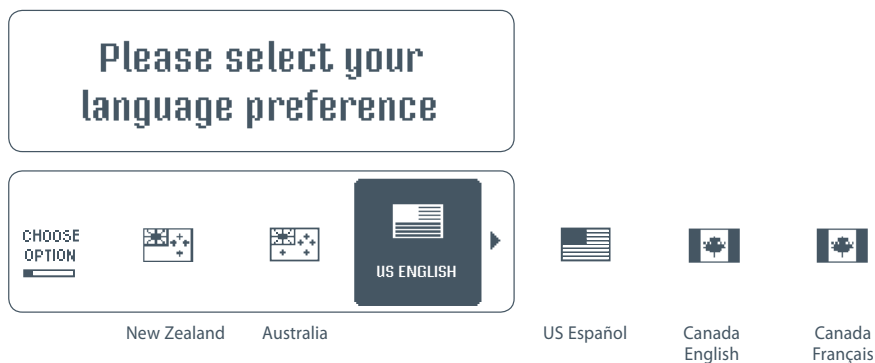 Please select your
language preference
CHOOSE
OPTION
US ENGLISH
New Zealand
Australia
US Español
Canada
English
Canada
Français